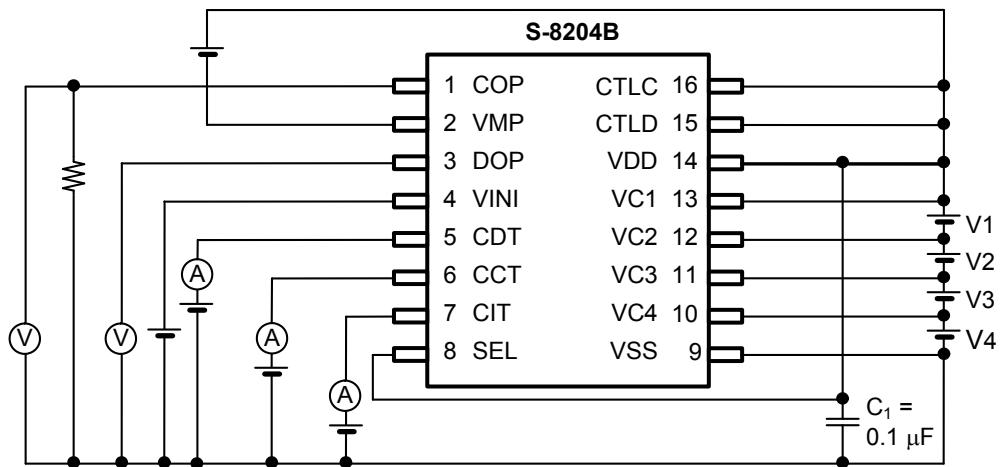 S-8204B
1 COP
2 VMP
3 DOP
4 VINI
5 CDT
6 CCT
7 CIT
8 SEL
CTLC 16
CTLD 15
VDD 14
VC1 13
VC2 12
VC3 11
VC4 10
VSS 9
V1
V2
V3
V4
V
V
A
A
A
C₁ =
0.1 μF